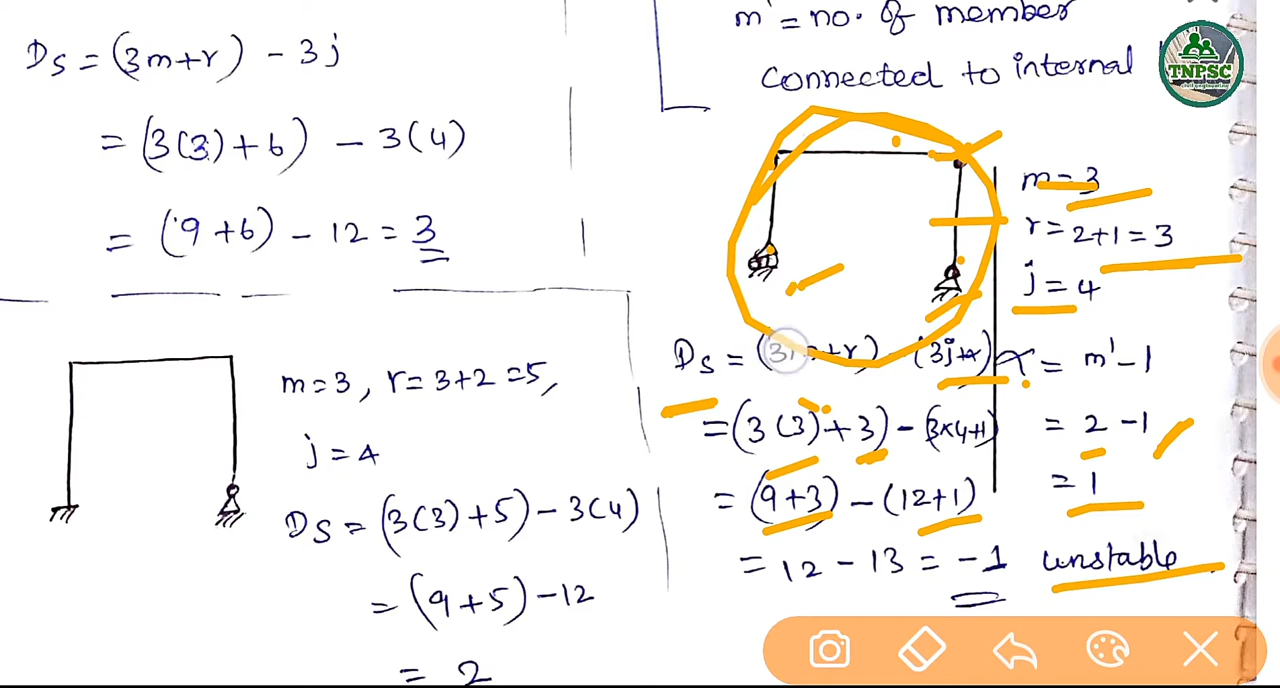 Ds = (3m+r) - 3j
= (3(3)+6) - 3(4)
= (9+6) - 12 = 3
m = 3, r = 3+2 = 5,
j = 4
Ds = (3(3)+5) - 3(4)
= (9+5) - 12
= 2
m' = no. of member
Connected to internal
TNPSC
m = 3
r = 2+1 = 3
j = 4
Ds = (3m+r) - (3j+r) r = m' - 1
= (3(3)+3) - (3×4+1) = 2 - 1
= (9+3) - (12+1) = 1
= 12 - 13 = -1 unstable